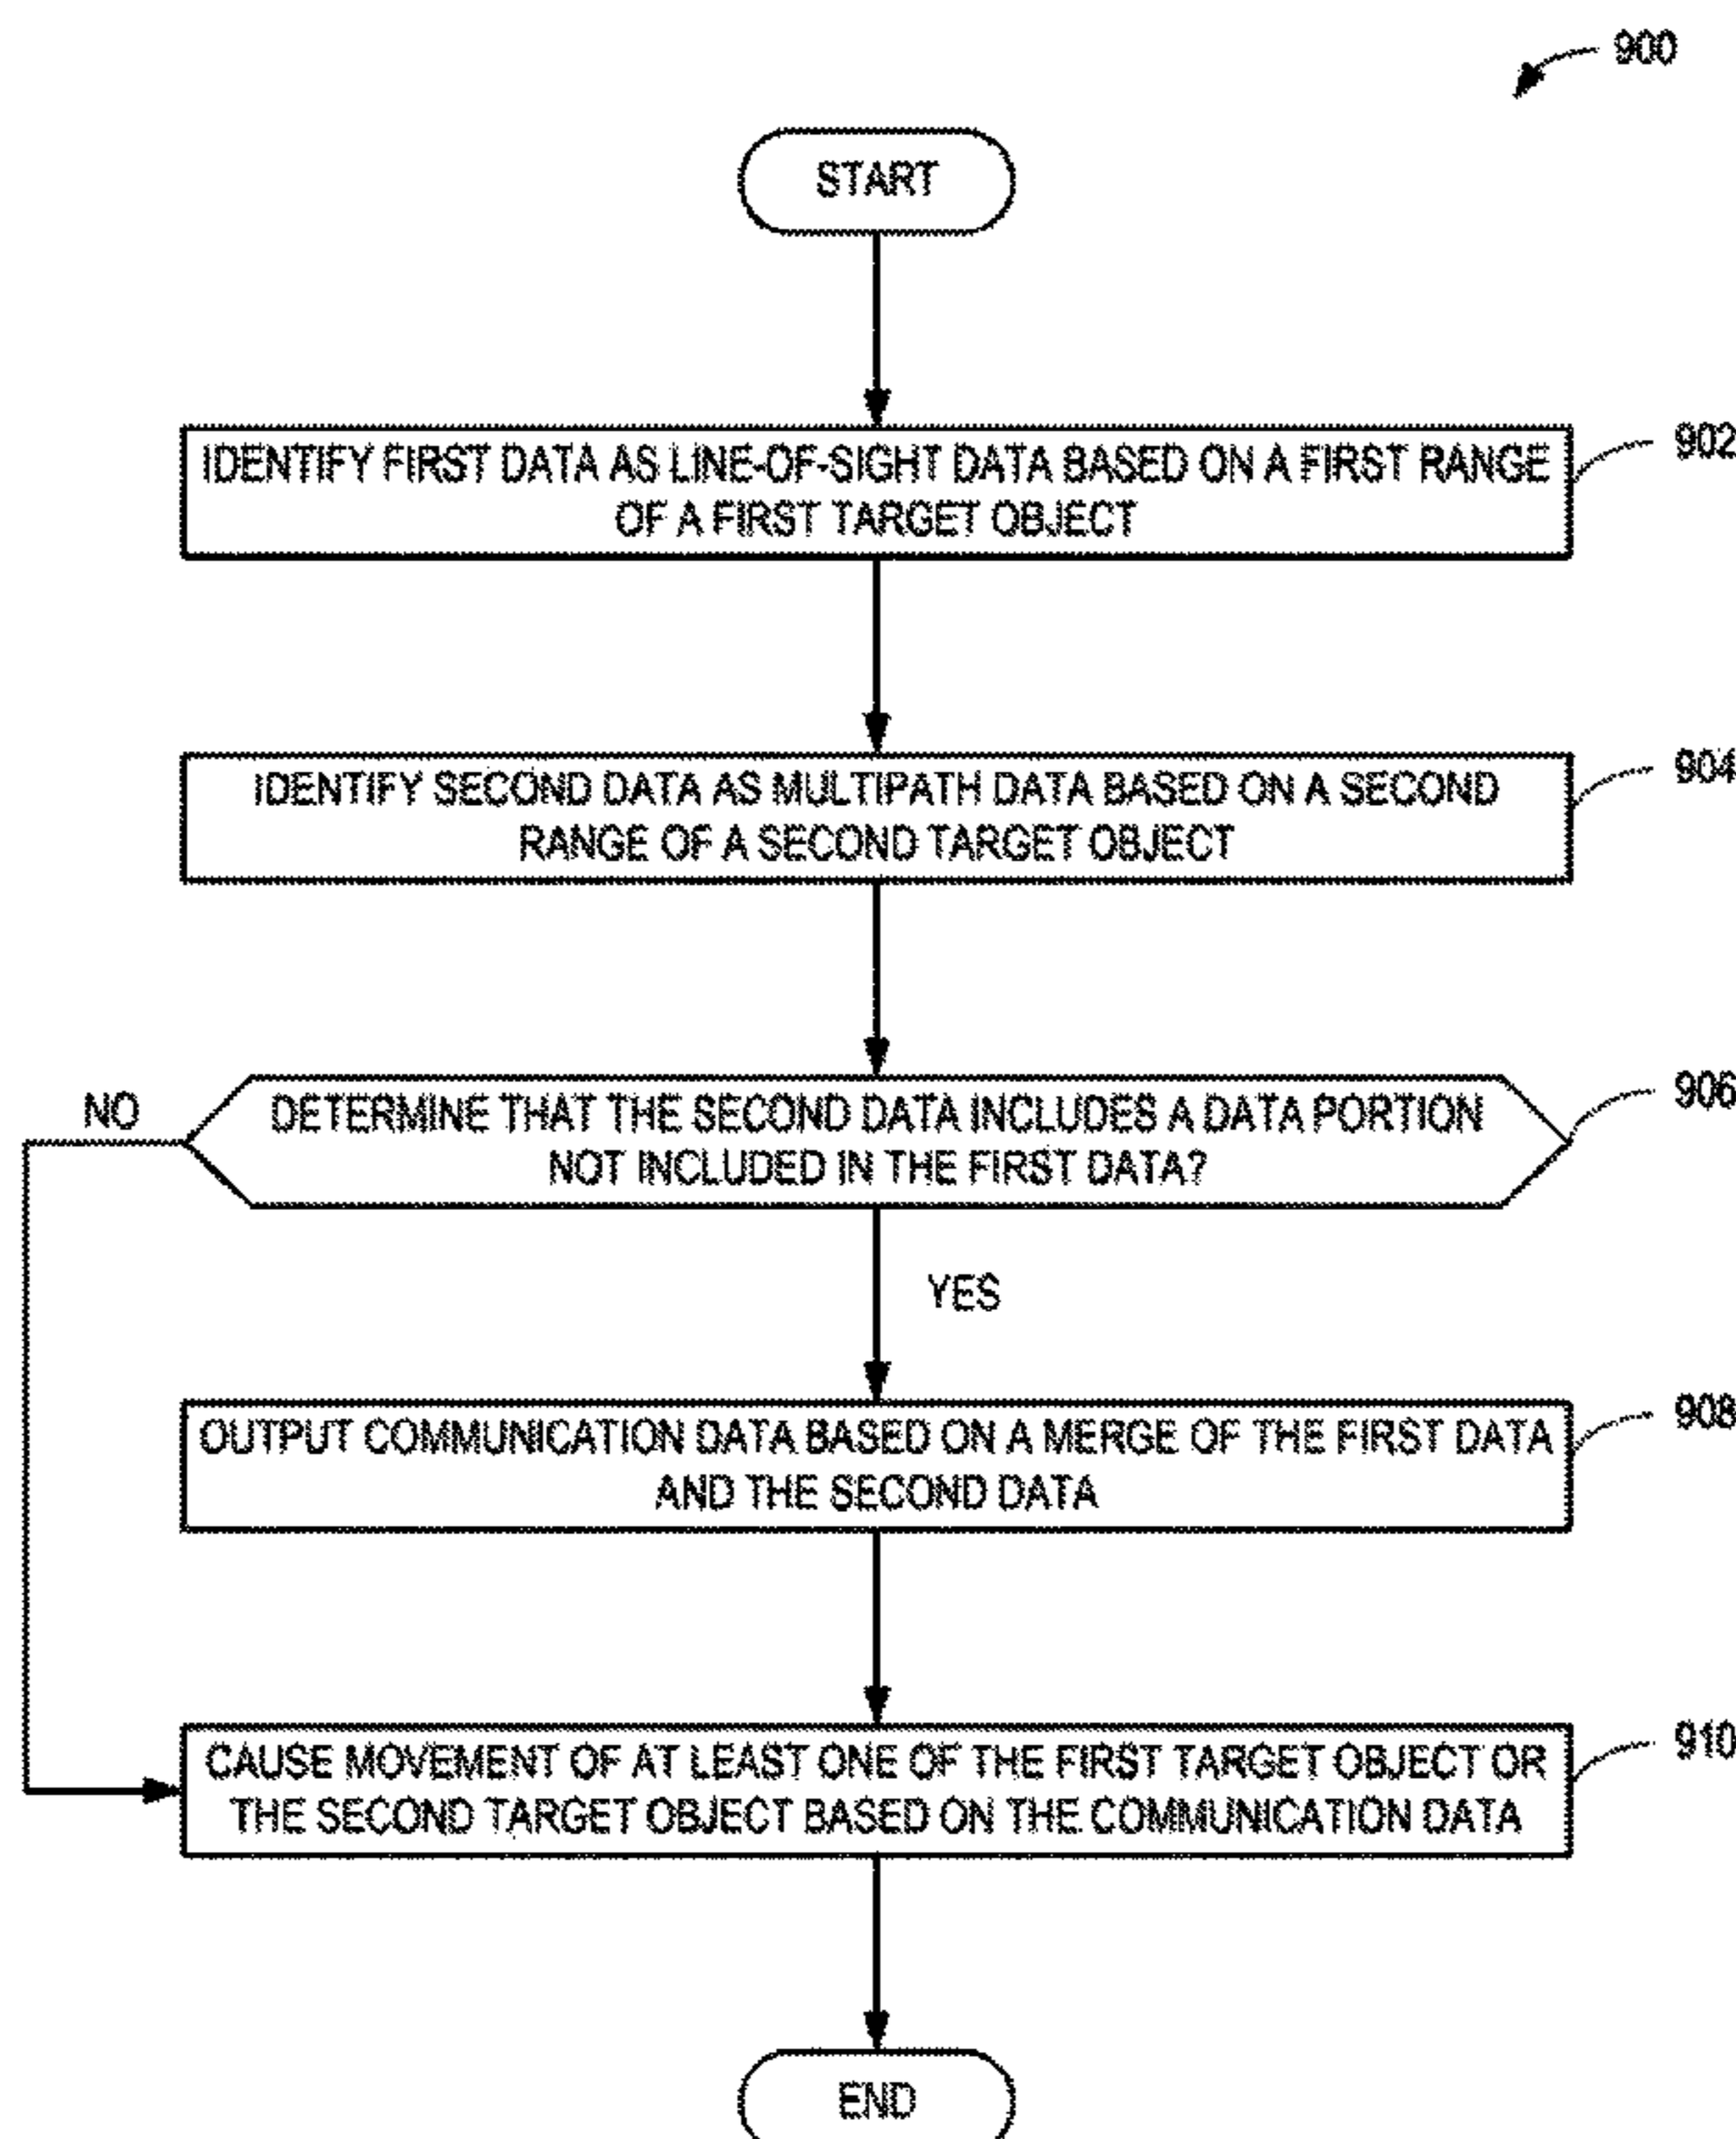 900
START
IDENTIFY FIRST DATA AS LINE-OF-SIGHT DATA BASED ON A FIRST RANGE
OF A FIRST TARGET OBJECT
902
IDENTIFY SECOND DATA AS MULTIPATH DATA BASED ON A SECOND
RANGE OF A SECOND TARGET OBJECT
904
NO
DETERMINE THAT THE SECOND DATA INCLUDES A DATA PORTION
NOT INCLUDED IN THE FIRST DATA?
906
YES
OUTPUT COMMUNICATION DATA BASED ON A MERGE OF THE FIRST DATA
AND THE SECOND DATA
908
CAUSE MOVEMENT OF AT LEAST ONE OF THE FIRST TARGET OBJECT OR
THE SECOND TARGET OBJECT BASED ON THE COMMUNICATION DATA
910
END